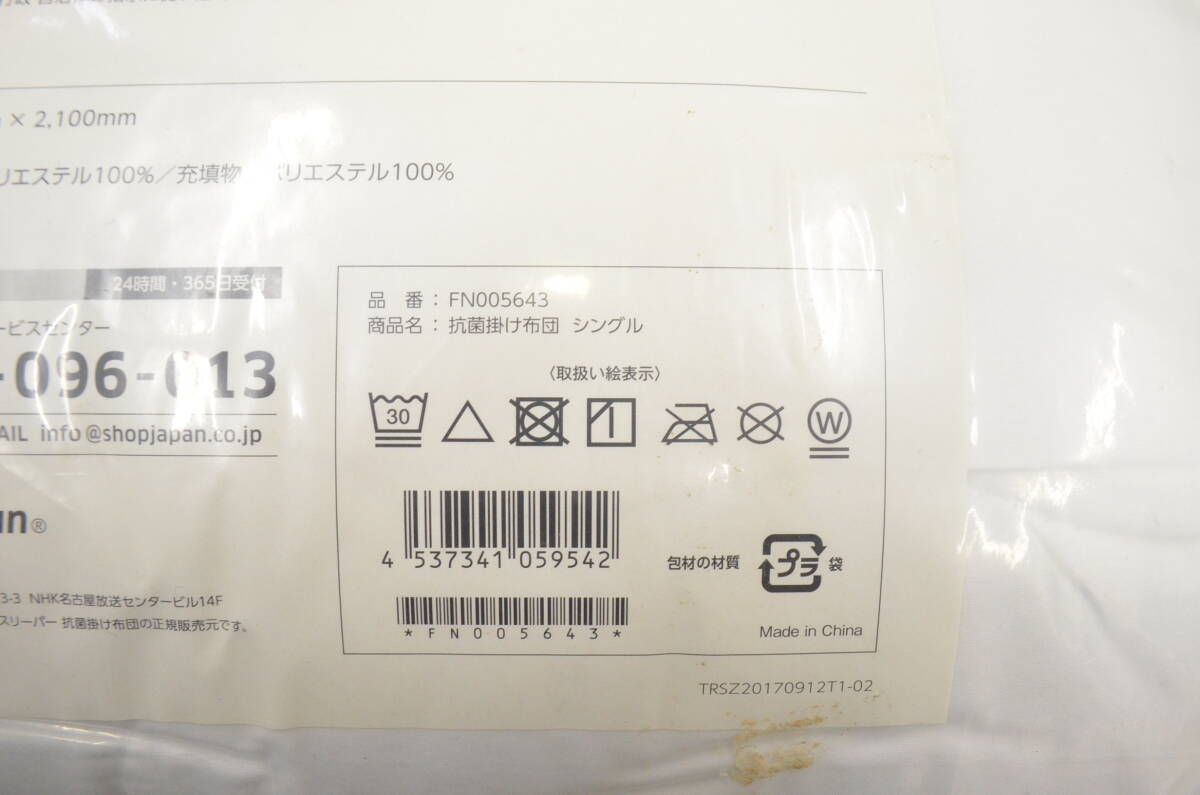 × 2,100mm
リエステル100%／充填物 ポリエステル100%
24時間・365日受付
ービスセンター
-096-013
AIL info@shopjapan.co.jp
an®
3-3 NHK名古屋放送センタービル14F
スリーパー 抗菌掛け布団の正規販売元です。
品 番：FN005643
商品名：抗菌掛け布団 シングル
〈取扱い絵表示〉
30
W
4 537341 059542
包材の材質 プラ 袋
*FN005643*
Made in China
TRSZ20170912T1-02